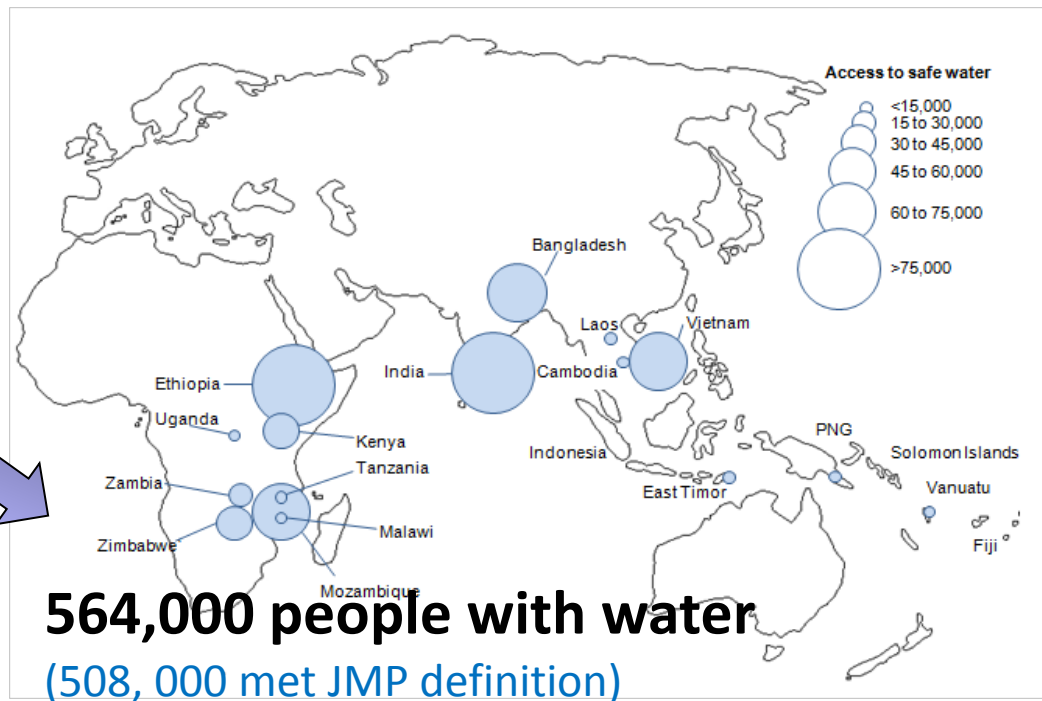 Access to safe water
<15,000
15 to 30,000
30 to 45,000
45 to 60,000
60 to 75,000
>75,000
Bangladesh
Laos
Vietnam
India
Cambodia
Ethiopia
Uganda
Kenya
PNG
Indonesia
Solomon Islands
Tanzania
Zambia
East Timor
Vanuatu
Malawi
Zimbabwe
Fiji
Mozambique
564,000 people with water
(508, 000 met JMP definition)